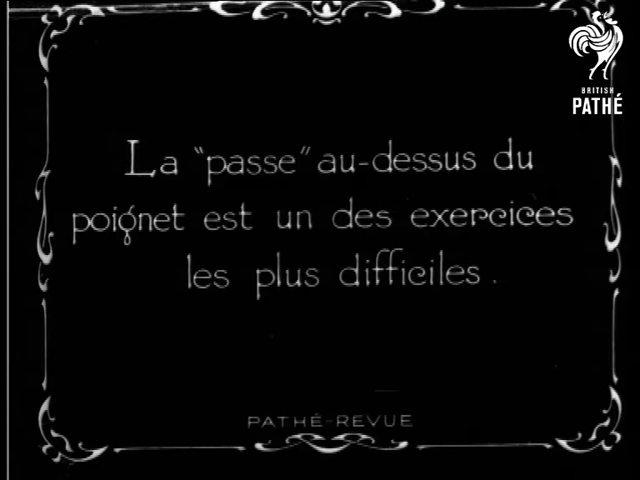 BRITISH
PATHÉ
La "passe" au-dessus du
poignet est un des exercices
les plus difficiles.
PATHÉ-REVUE